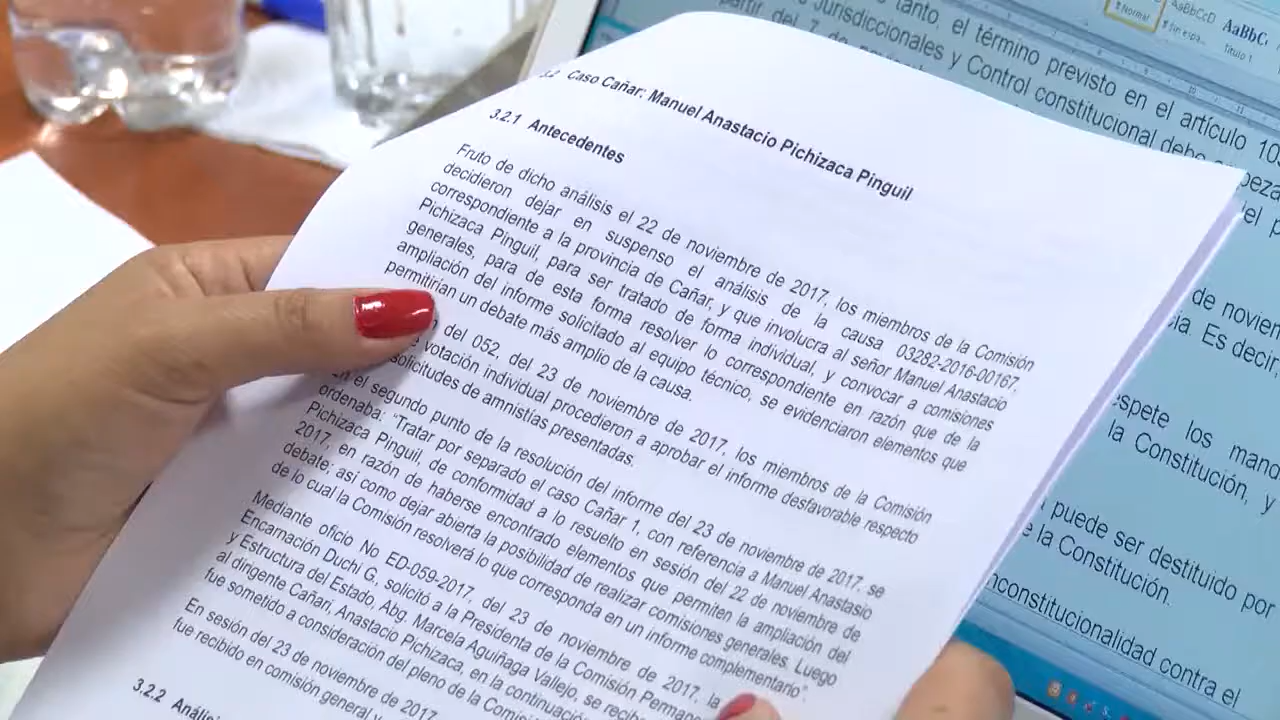 3.2 Caso Cañar: Manuel Anastacio Pichizaca Pinguil
3.2.1 Antecedentes
Fruto de dicho análisis el 22 de noviembre de 2017, los miembros de la Comisión
decidieron dejar en suspenso el análisis de la causa 03282-2016-00167,
correspondiente a la provincia de Cañar, y que involucra al señor Manuel Anastacio
Pichizaca Pinguil, para ser tratado de forma individual, y convocar a comisiones
generales, para de esta forma resolver lo correspondiente en razón que de la
ampliación del informe solicitado al equipo técnico, se evidenciaron elementos que
permitirían un debate más amplio de la causa.
del 052, del 23 de noviembre de 2017, los miembros de la Comisión
votación individual procedieron a aprobar el informe desfavorable respecto
solicitudes de amnistías presentadas.
En el segundo punto de la resolución del informe del 23 de noviembre de 2017, se
ordenaba: "Tratar por separado el caso Cañar 1, con referencia a Manuel Anastasio
Pichizaca Pinguil, de conformidad a lo resuelto en sesión del 22 de noviembre de
2017, en razón de haberse encontrado elementos que permiten la ampliación del
debate; así como dejar abierta la posibilidad de realizar comisiones generales. Luego
de lo cual la Comisión resolverá lo que corresponda en un informe complementario".
Mediante oficio No ED-059-2017, del 23 de noviembre de 2017, la
Encarnación Duchi G. solicitó a la Presidenta de la Comisión
y Estructura del Estado, Abg. Marcela Aguiñaga Vallejo, se
al dirigente Cañari, Anastacio Pichizaca, en la
fue sometido a consideración del pleno de la
En sesión del 23 de noviembre de 2017
fue recibido en comisión general
3.2.2
¶ Normal
AaBbCcD
AaBbC
Título 1
tanto, el término previsto en el artículo
Jurisdiccionales y Control constitucional debe
partir del 7 de
Es decir,
la Constitución, y
puede ser destituido por
la Constitución.
contra el